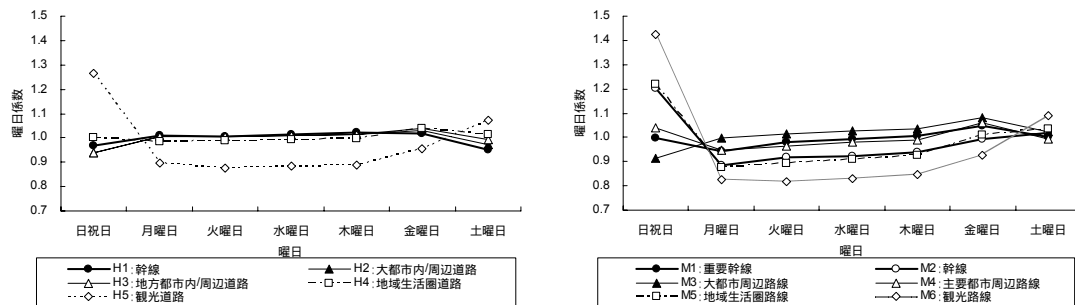 1.5
1.4
1.3
1.2
1.1
1.0
0.9
0.8
0.7
曜日係数
日祝日 月曜日 火曜日 水曜日 木曜日 金曜日 土曜日
曜日
H1:幹線 H2:大都市内/周辺道路
H3:地方都市内/周辺道路 H4:地域生活圏道路
H5:観光道路
1.5
1.4
1.3
1.2
1.1
1.0
0.9
0.8
0.7
曜日係数
日祝日 月曜日 火曜日 水曜日 木曜日 金曜日 土曜日
曜日
M1:重要幹線 M2:幹線
M3:大都市周辺路線 M4:主要都市周辺路線
M5:地域生活圏路線 M6:観光路線